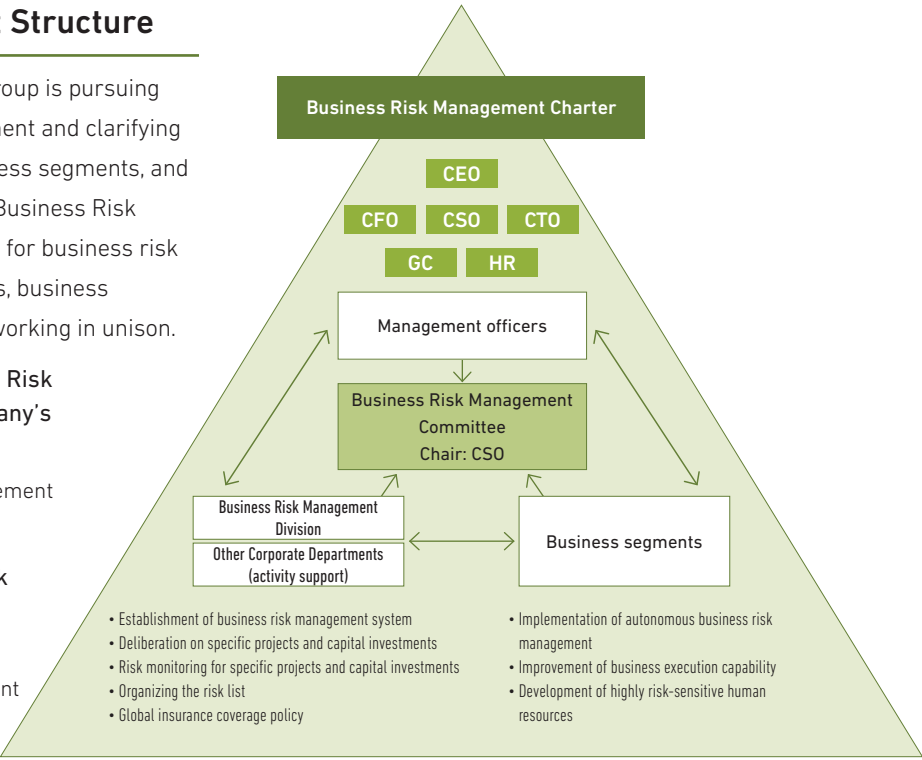 Structure
roup is pursuing
ent and clarifying
ess segments, and
Business Risk
for business risk
s, business
working in unison.
Risk
any's
ement
k
nt
Business Risk Management Charter
CEO
CFO CSO CTO
GC HR
Management officers
Business Risk Management
Committee
Chair: CSO
Business Risk Management
Division
Other Corporate Departments
(activity support)
Business segments
• Establishment of business risk management system
• Deliberation on specific projects and capital investments
• Risk monitoring for specific projects and capital investments
• Organizing the risk list
• Global insurance coverage policy
• Implementation of autonomous business risk
management
• Improvement of business execution capability
• Development of highly risk-sensitive human
resources